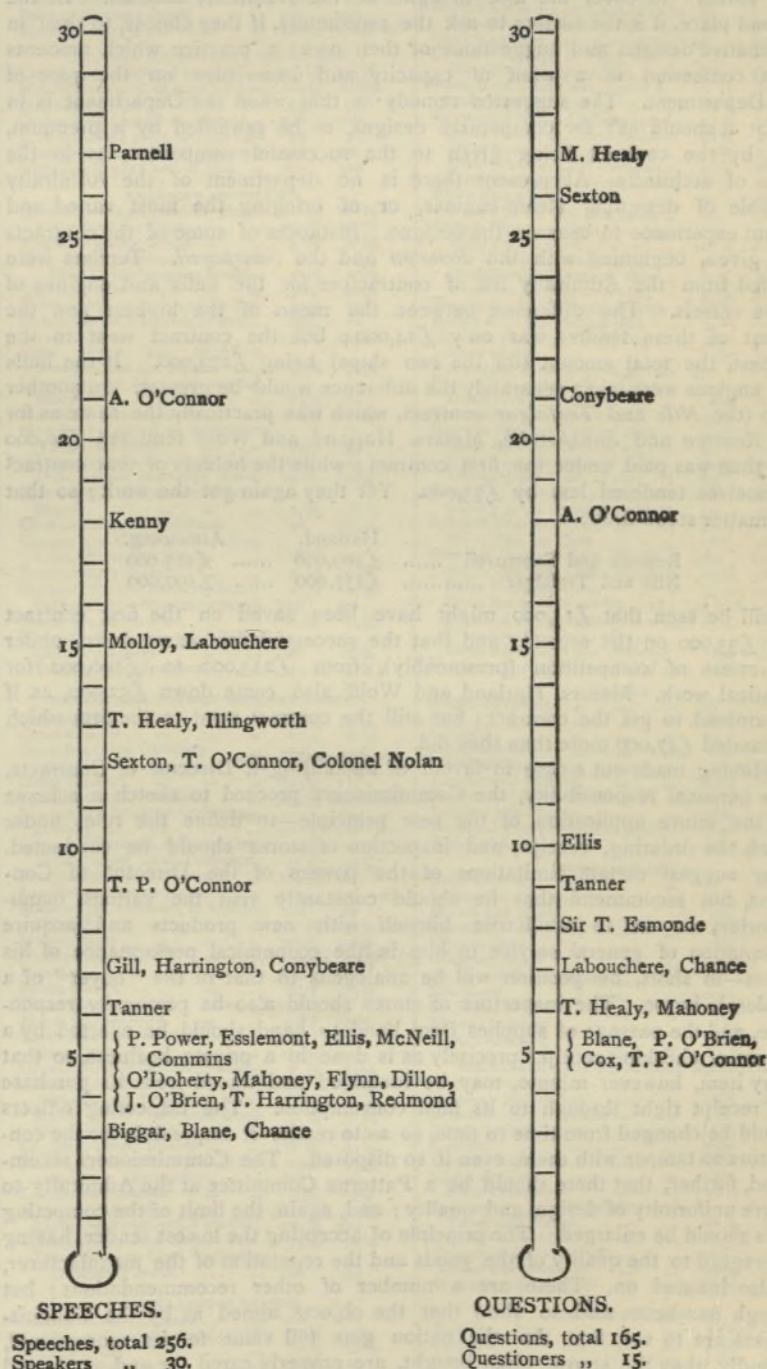 30
Parnell
25
A. O'Connor
20
Kenny
15 Molloy, Labouchere
T. Healy, Illingworth
Sexton, T. O'Connor, Colonel Nolan
10
T. P. O'Connor
Gill, Harrington, Conybeare
Tanner
5 { P. Power, Esslemont, Ellis, McNeill,
Commins
{ O'Doherty, Mahoney, Flynn, Dillon,
J. O'Brien, T. Harrington, Redmond
Biggar, Blane, Chance
SPEECHES.
Speeches, total 256.
Speakers „ 30.
30
M. Healy
Sexton
25
Conybeare
20
A. O'Connor
15
10 Ellis
Tanner
Sir T. Esmonde
Labouchere, Chance
T. Healy, Mahoney
5 { Blane, P. O'Brien,
Cox, T. P. O'Connor
QUESTIONS.
Questions, total 165.
Questioners „ 15.